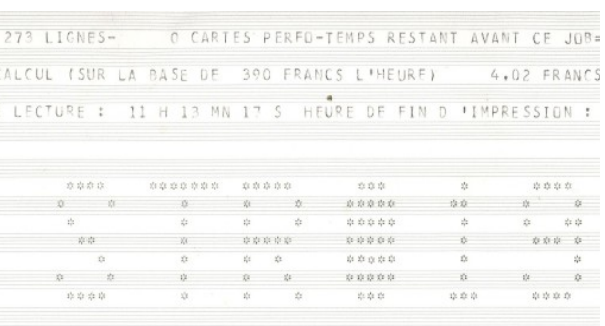 273 LIGNES- 0 CARTES PERFO-TEMPS RESTANT AVANT CE JOB=
CALCUL (SUR LA BASE DE 390 FRANCS L'HEURE) 4,02 FRANCS
LECTURE : 11 H 13 MN 17 S HEURE DE FIN D 'IMPRESSION :